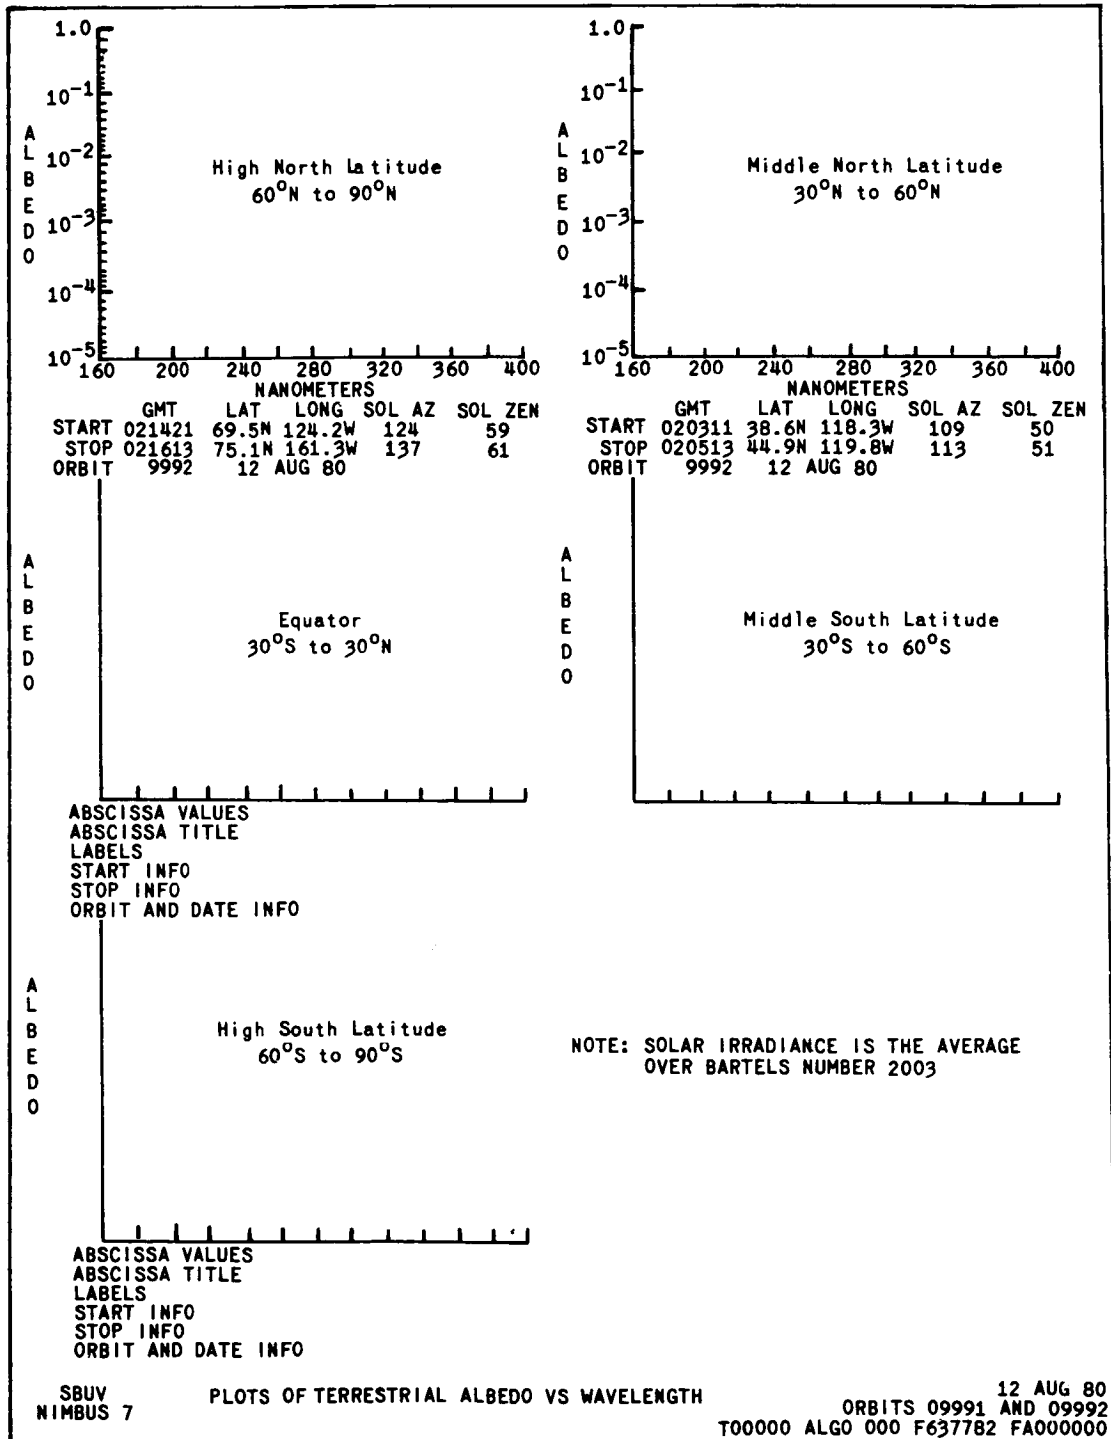 1.0
10⁻¹
10⁻²
10⁻³
10⁻⁴
10⁻⁵
ALBEDO
High North Latitude
60°N to 90°N
160 200 240 280 320 360 400
NANOMETERS
GMT LAT LONG SOL AZ SOL ZEN
START 021421 69.5N 124.2W 124 59
STOP 021613 75.1N 161.3W 137 61
ORBIT 9992 12 AUG 80
1.0
10⁻¹
10⁻²
10⁻³
10⁻⁴
10⁻⁵
ALBEDO
Middle North Latitude
30°N to 60°N
160 200 240 280 320 360 400
NANOMETERS
GMT LAT LONG SOL AZ SOL ZEN
START 020311 38.6N 118.3W 109 50
STOP 020513 44.9N 119.8W 113 51
ORBIT 9992 12 AUG 80
ALBEDO
Equator
30°S to 30°N
ABSCISSA VALUES
ABSCISSA TITLE
LABELS
START INFO
STOP INFO
ORBIT AND DATE INFO
ALBEDO
Middle South Latitude
30°S to 60°S
ALBEDO
High South Latitude
60°S to 90°S
ABSCISSA VALUES
ABSCISSA TITLE
LABELS
START INFO
STOP INFO
ORBIT AND DATE INFO
NOTE: SOLAR IRRADIANCE IS THE AVERAGE
OVER BARTELS NUMBER 2003
SBUV
NIMBUS 7
PLOTS OF TERRESTRIAL ALBEDO VS WAVELENGTH
12 AUG 80
ORBITS 09991 AND 09992
T00000 ALGO 000 F637782 FA000000